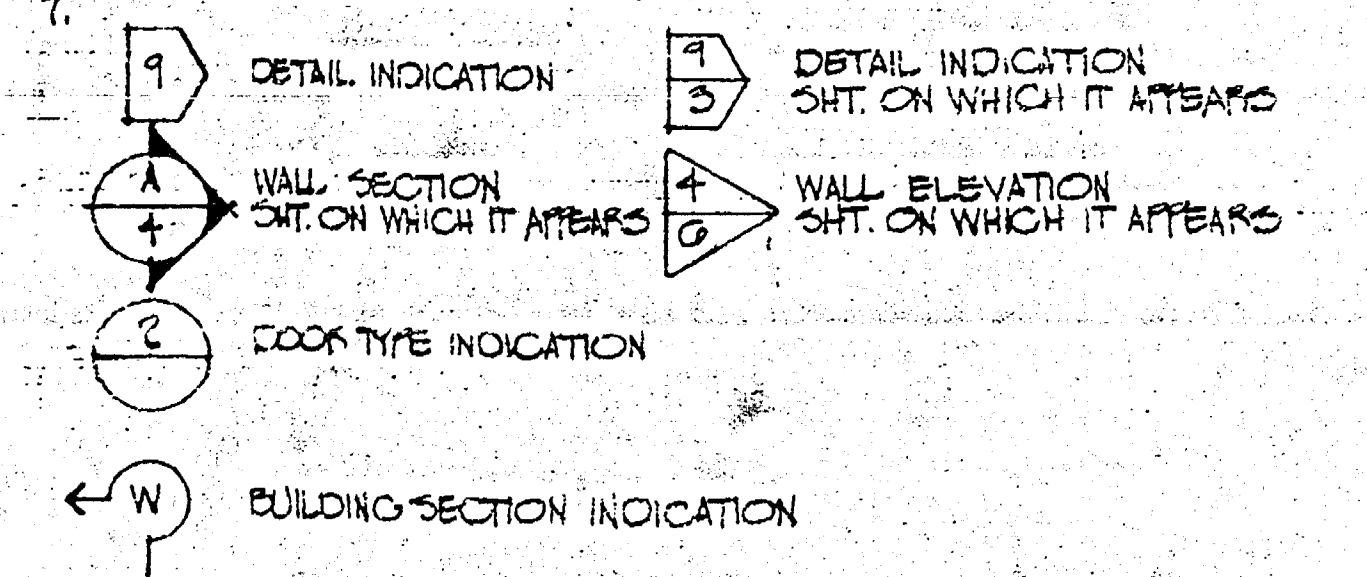 7.
9 DETAIL INDICATION
9 DETAIL INDICATION
3 SHT. ON WHICH IT APPEARS
A WALL SECTION
4 SHT. ON WHICH IT APPEARS
4 WALL ELEVATION
6 SHT. ON WHICH IT APPEARS
2 DOOR TYPE INDICATION
W BUILDING SECTION INDICATION